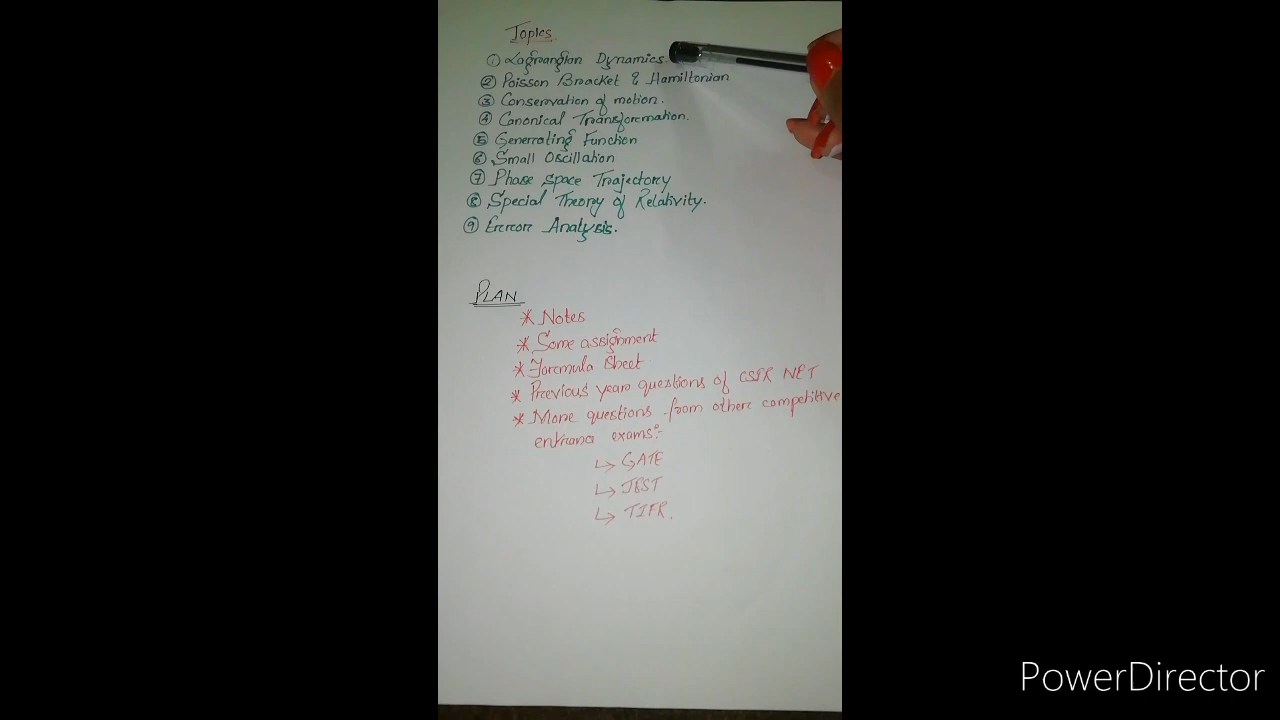 Topics
① Lagrangian Dynamics.
② Poisson Bracket & Hamiltonian
③ Conservation of motion.
④ Canonical Transformation.
⑤ Generating Function
⑥ Small Oscillation
⑦ Phase space Trajectory
⑧ Special Theory of Relativity.
⑨ Error Analysis.
PLAN
* Notes
* Some assignment
* Formula sheet
* Previous year questions of CSIR NET
* More questions from other competitive
entrance exams:-
↳ GATE
↳ JEST
↳ TIFR.
PowerDirector